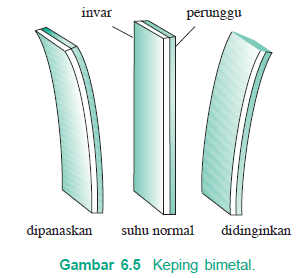 invar perunggu
dipanaskan suhu normal didinginkan
Gambar 6.5 Keping bimetal.